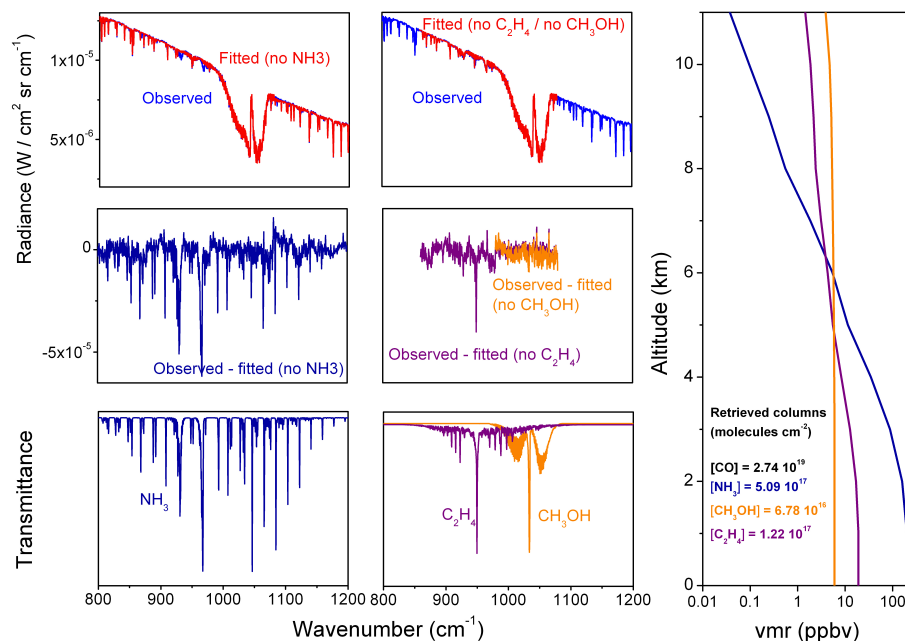 Radiance (W / cm² sr cm⁻¹)
1x10⁻⁵
5x10⁻⁶
Fitted (no NH3)
Observed
Fitted (no C₂H₄ / no CH₃OH)
Observed
0
-5x10⁻⁵
Observed - fitted (no NH3)
Observed - fitted
(no CH₃OH)
Observed - fitted (no C₂H₄)
Transmittance
NH₃
C₂H₄
CH₃OH
800 900 1000 1100 1200
800 900 1000 1100 1200
Wavenumber (cm⁻¹)
Altitude (km)
10
8
6
4
2
0
Retrieved columns
(molecules cm⁻²)
[CO] = 2.74 10¹⁹
[NH₃] = 5.09 10¹⁷
[CH₃OH] = 6.78 10¹⁶
[C₂H₄] = 1.22 10¹⁷
0.01 0.1 1 10 100
vmr (ppbv)